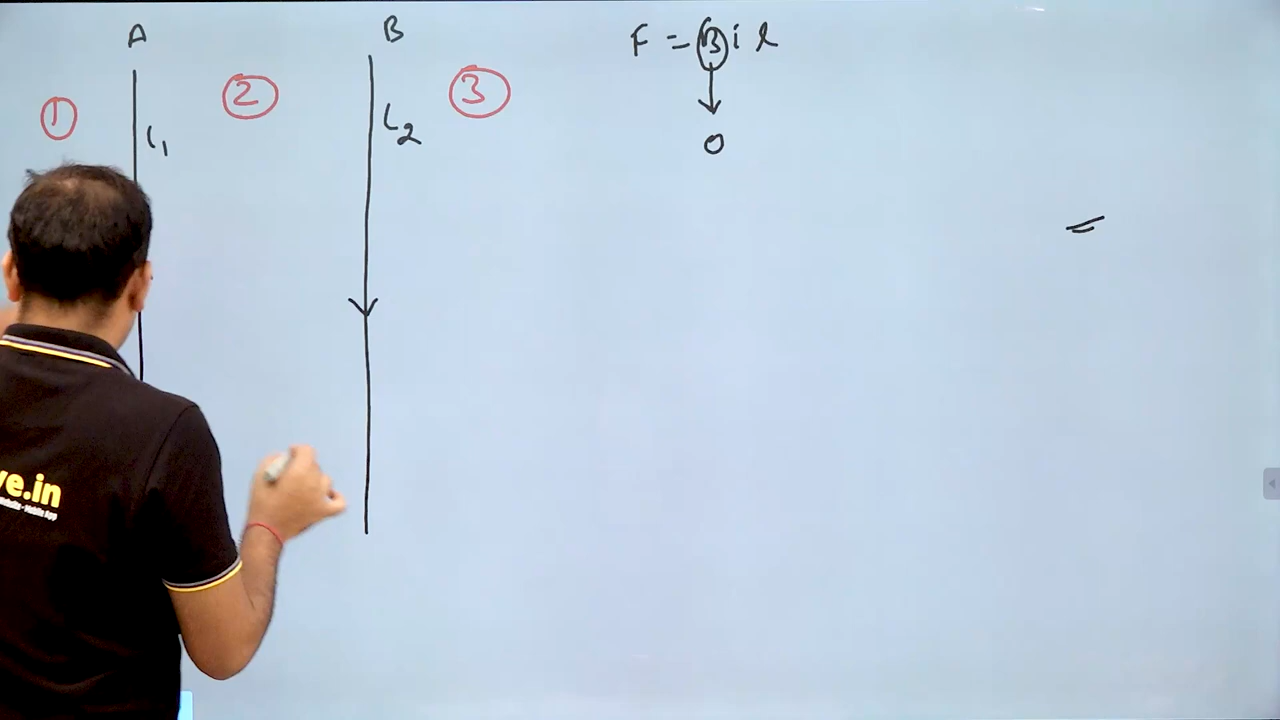 A B F = B i l
① ② ③
i₁ i₂ 0
ve.in